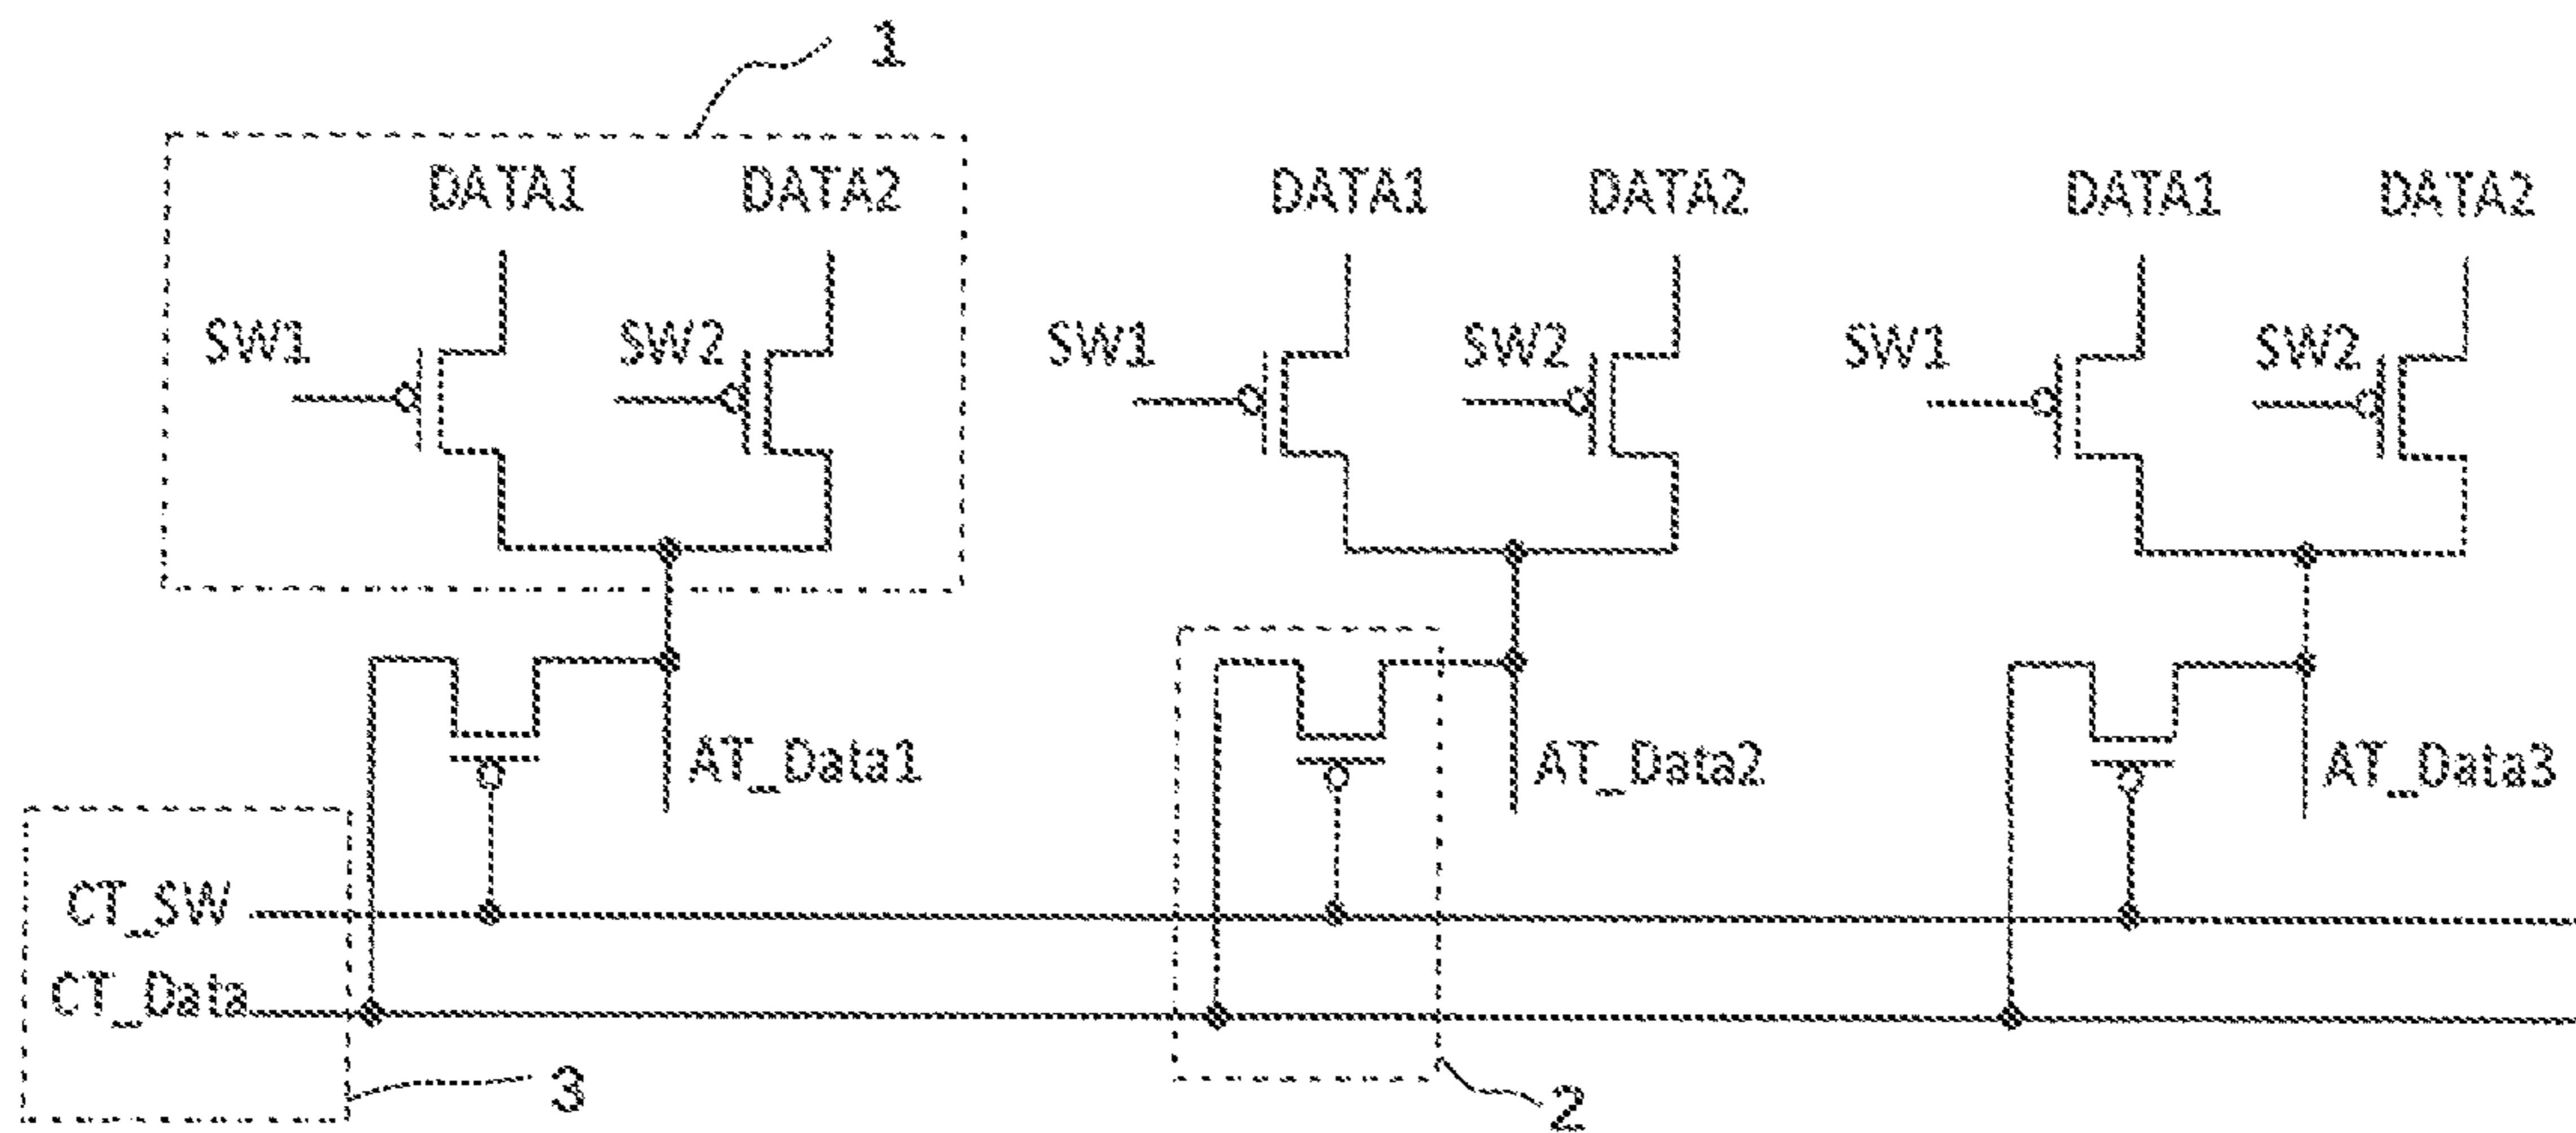 1
DATA1 DATA2 DATA1 DATA2 DATA1 DATA2
SW1 SW2 SW1 SW2 SW1 SW2
AT_Data1 AT_Data2 AT_Data3
CT_SW
CT_Data
3 2